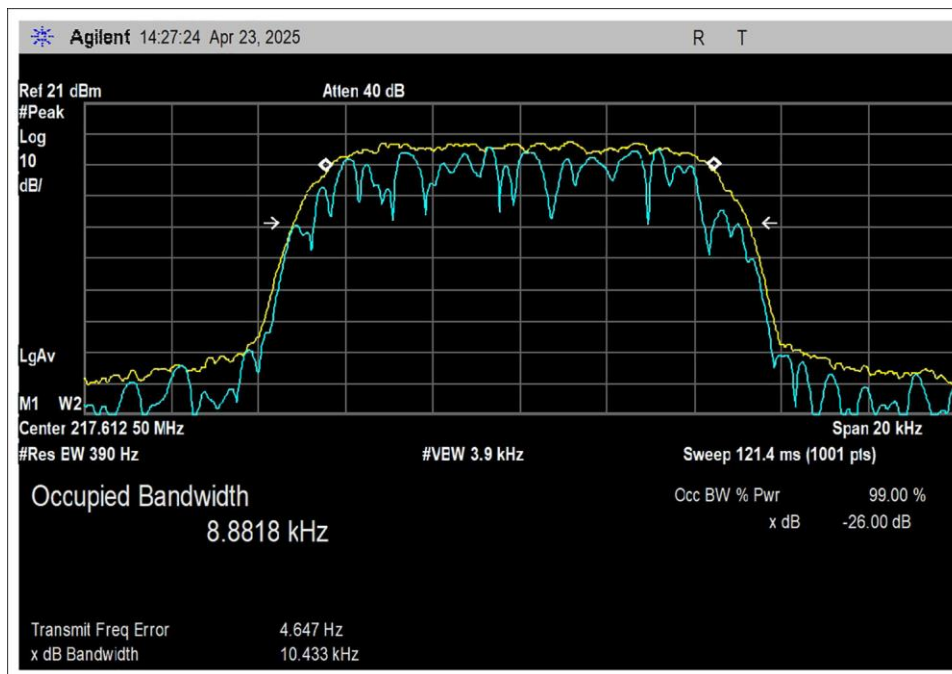 Agilent 14:27:24 Apr 23, 2025 R T
Ref 21 dBm Atten 40 dB
#Peak
Log
10
dB/
LgAv
M1 W2
Center 217.612 50 MHz Span 20 kHz
#Res BW 390 Hz #VBW 3.9 kHz Sweep 121.4 ms (1001 pts)
Occupied Bandwidth Occ BW % Pwr 99.00 %
8.8818 kHz x dB -26.00 dB
Transmit Freq Error 4.647 Hz
x dB Bandwidth 10.433 kHz